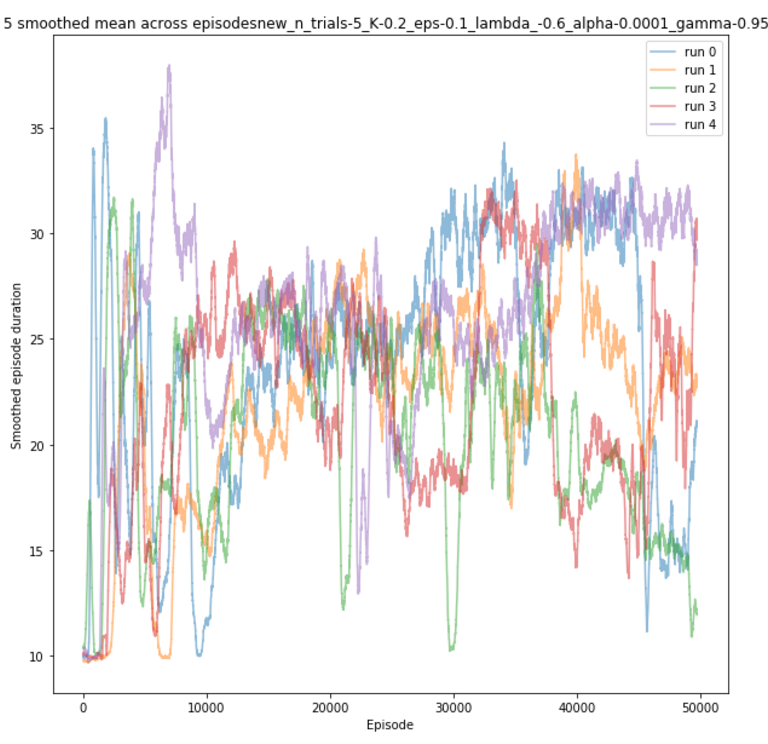 5 smoothed mean across episodesnew_n_trials-5_K-0.2_eps-0.1_lambda_-0.6_alpha-0.0001_gamma-0.95
run 0
run 1
run 2
run 3
run 4
35
30
25
20
15
10
Smoothed episode duration
0 10000 20000 30000 40000 50000
Episode